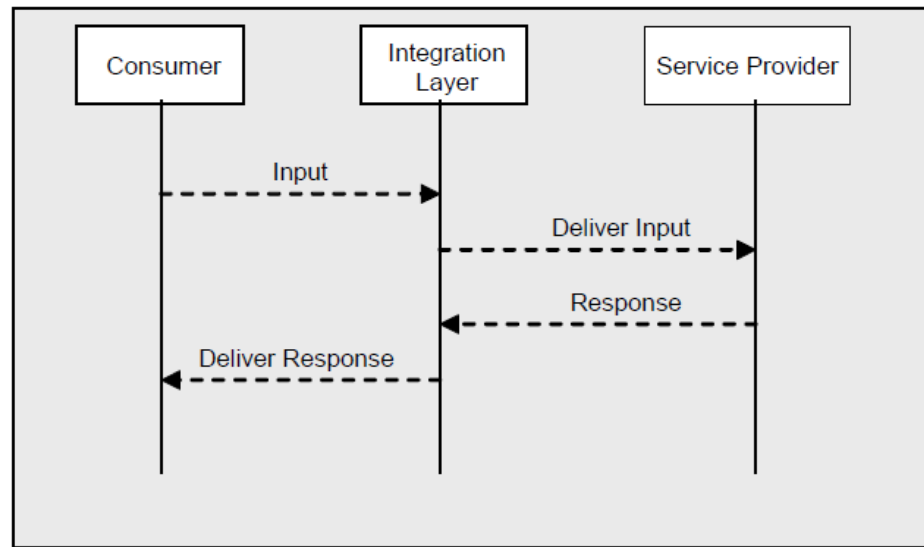 Consumer
Integration
Layer
Service Provider
Input
Deliver Input
Response
Deliver Response